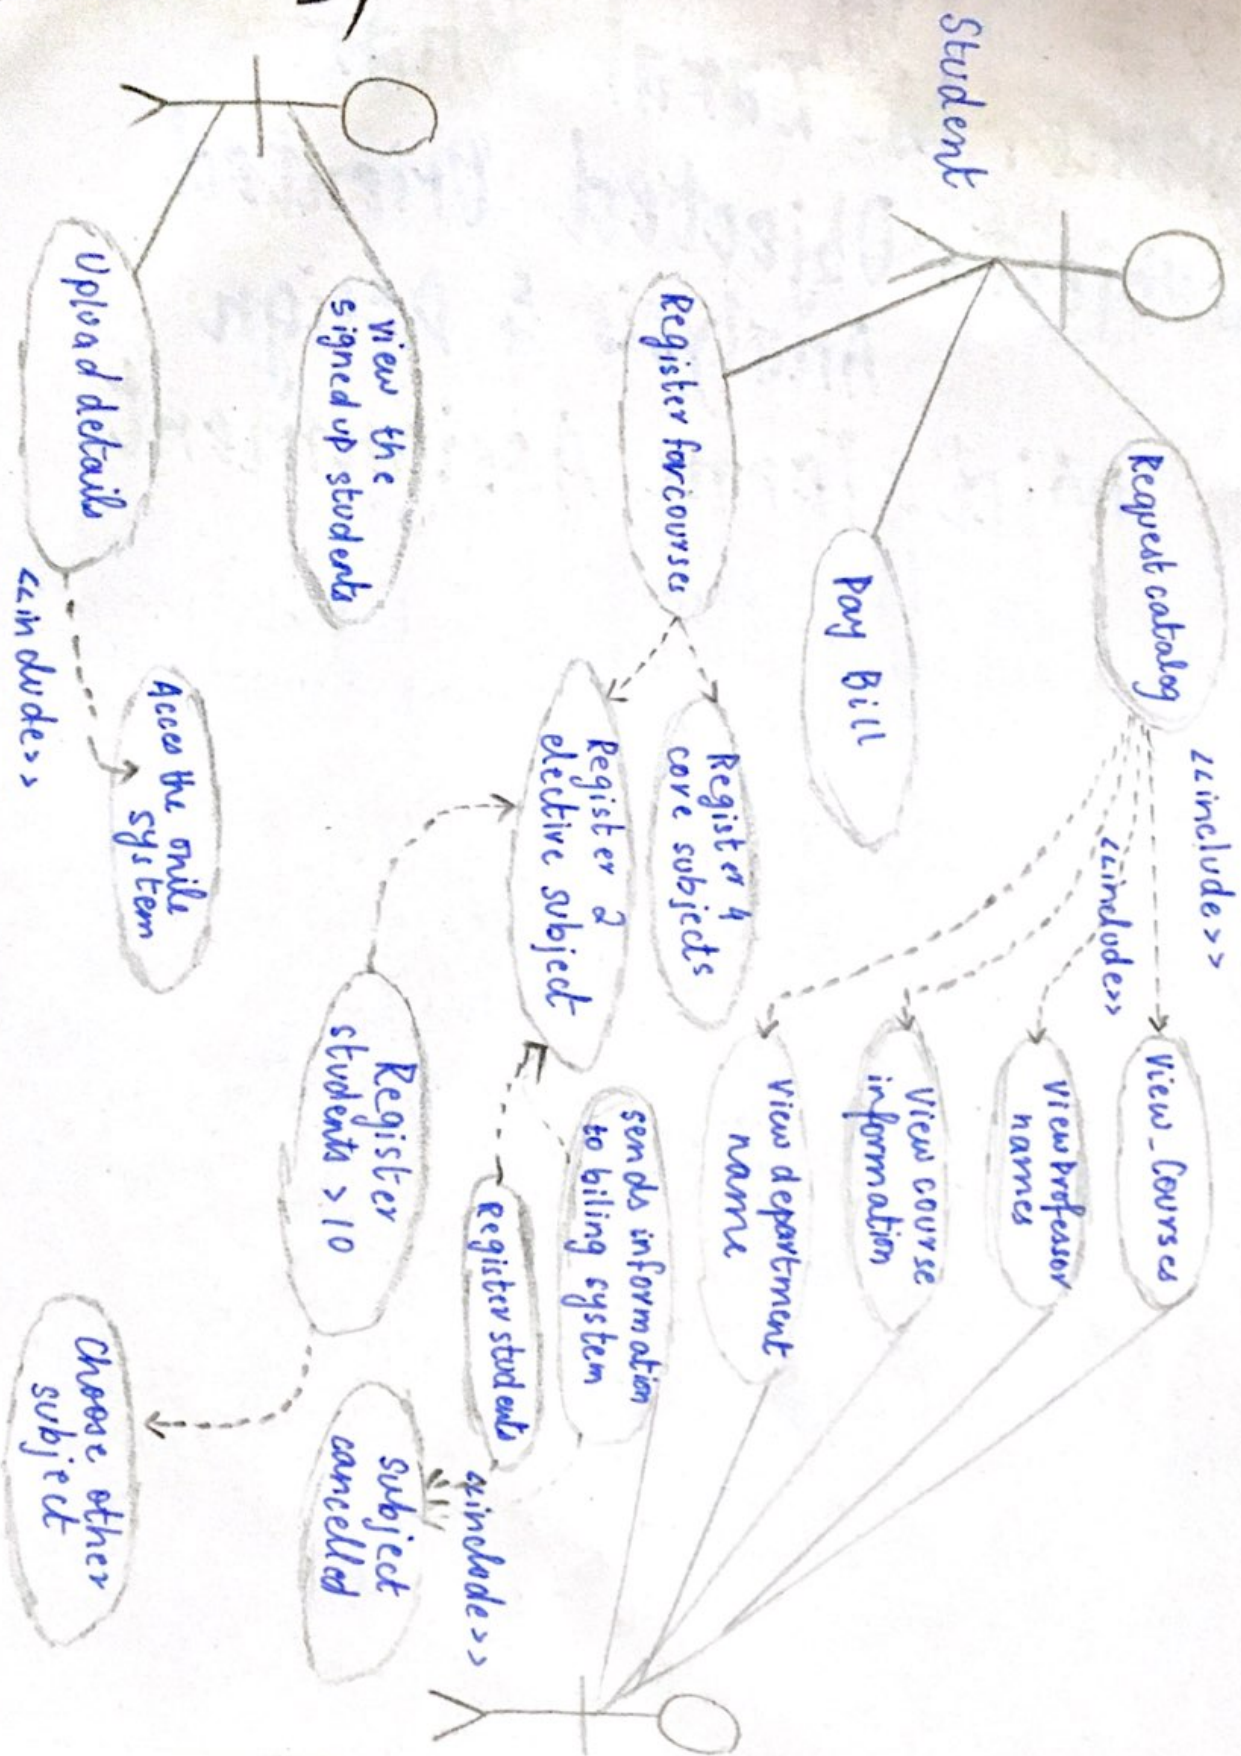 Student
Request catalog
<<include>>
<<include>>
View_Courses
View Professor
names
View course
information
View department
name
Pay Bill
Register for courses
Register 4
core subjects
Register 2
elective subject
sends information
to biling system
Register students
<<include>>
Subject
cancelled
Register
students > 10
Choose other
subject
View the
signed up students
Upload details
<<include>>
Acces the onile
system